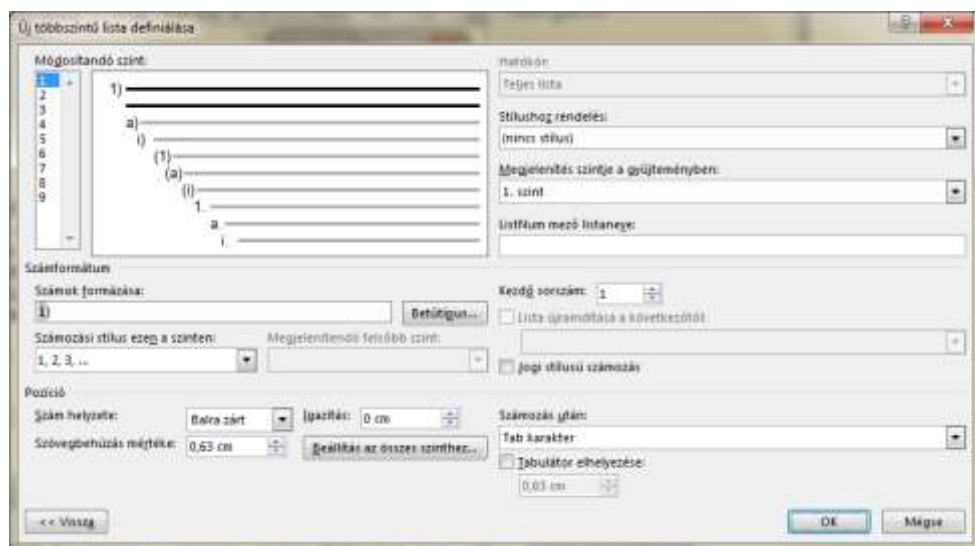 Új többszintű lista definiálása
Módosítandó szint:
1
2
3
4
5
6
7
8
9
1)
a)
i)
(1)
(a)
(i)
1.
a.
i.
Hatókör:
Teljes lista
Stílushoz rendelés:
(nincs stílus)
Megjelenítés szintje a gyűjteményben:
1. szint
ListNum mező listaneve:
Számformátum
Számok formázása:
1)
Betűtípus...
Számozási stílus ezen a szinten:
Megjelenítendő felsőbb szint:
1, 2, 3, ...
Kezdő sorszám: 1
Lista újraindítása a következőtől:
Jogi stílusú számozás
Pozíció
Szám helyzete: Balra zárt Igazítás: 0 cm
Szövegbehúzás mértéke: 0,63 cm Beállítás az összes szinthez...
Számozás után:
Tab karakter
Tabulátor elhelyezése:
0,63 cm
<< Vissza
OK
Mégse